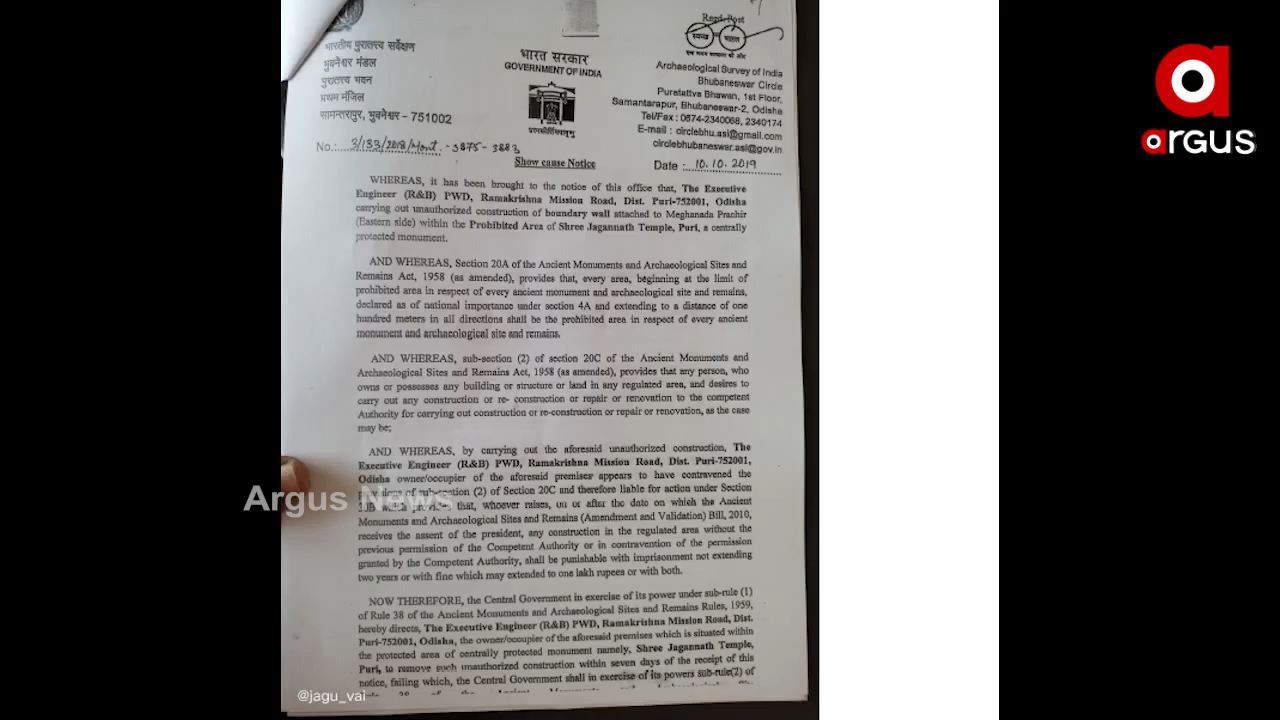 भारतीय पुरातत्त्व सर्वेक्षण
भुवनेश्वर मंडल
पुरातत्त्व भवन
प्रथम मंजिल
सामन्तरापुर, भुवनेश्वर - 751002
भारत सरकार
GOVERNMENT OF INDIA
Regd. Post
स्वच्छ भारत
एक कदम स्वच्छता की ओर
Archaeological Survey of India
Bhubaneswar Circle
Puratattva Bhawan, 1st Floor,
Samantarapur, Bhubaneswar-2, Odisha
Tel/Fax : 0674-2340068, 2340174
E-mail : circlebhu.asi@gmail.com
circlebhubaneswar.asi@gov.in
No.: 3/133/2018/Mont. - 3875 - 3883
Show cause Notice
Date : 10.10.2019
WHEREAS, it has been brought to the notice of this office that, The Executive
Engineer (R&B) PWD, Ramakrishna Mission Road, Dist. Puri-752001, Odisha
carrying out unauthorized construction of boundary wall attached to Meghanada Prachir
(Eastern side) within the Prohibited Area of Shree Jagannath Temple, Puri, a centrally
protected monument.
AND WHEREAS, Section 20A of the Ancient Monuments and Archaeological Sites and
Remains Act, 1958 (as amended), provides that, every area, beginning at the limit of
prohibited area in respect of every ancient monument and archaeological site and remains,
declared as of national importance under section 4A and extending to a distance of one
hundred meters in all directions shall be the prohibited area in respect of every ancient
monument and archaeological site and remains.
AND WHEREAS, sub-section (2) of section 20C of the Ancient Monuments and
Archaeological Sites and Remains Act, 1958 (as amended), provides that any person, who
owns or possesses any building or structure or land in any regulated area, and desires to
carry out any construction or re- construction or repair or renovation to the competent
Authority for carrying out construction or re-construction or repair or renovation, as the case
may be;
AND WHEREAS, by carrying out the aforesaid unauthorized construction, The
Executive Engineer (R&B) PWD, Ramakrishna Mission Road, Dist. Puri-752001,
Odisha owner/occupier of the aforesaid premises appears to have contravened the
of sub-section (2) of Section 20C and therefore liable for action under Section
30B which provides that, whoever raises, on or after the date on which the Ancient
Monuments and Archaeological Sites and Remains (Amendment and Validation) Bill, 2010,
receives the assent of the president, any construction in the regulated area without the
previous permission of the Competent Authority or in contravention of the permission
granted by the Competent Authority, shall be punishable with imprisonment not extending
two years or with fine which may extended to one lakh rupees or with both.
NOW THEREFORE, the Central Government in exercise of its power under sub-rule (1)
of Rule 38 of the Ancient Monuments and Archaeological Sites and Remains Rules, 1959,
hereby directs, The Executive Engineer (R&B) PWD, Ramakrishna Mission Road, Dist.
Puri-752001, Odisha, the owner/occupier of the aforesaid premises which is situated within
the protected area of centrally protected monument namely, Shree Jagannath Temple,
Puri, to remove such unauthorized construction within seven days of the receipt of this
notice, failing which, the Central Government shall in exercise of its powers sub-rule(2) of
Argus News
@jagu_vai
argus